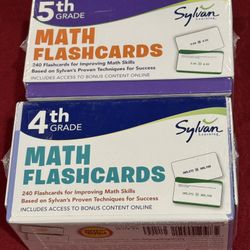 5th
GRADE
Sylvan
Learning
MATH
FLASHCARDS
240 Flashcards for Improving Math Skills
Based on Sylvan's Proven Techniques for Success
INCLUDES ACCESS TO BONUS CONTENT ONLINE
4th
GRADE
Sylvan
Learning
MATH
FLASHCARDS
240 Flashcards for Improving Math Skills
Based on Sylvan's Proven Techniques for Success
INCLUDES ACCESS TO BONUS CONTENT ONLINE